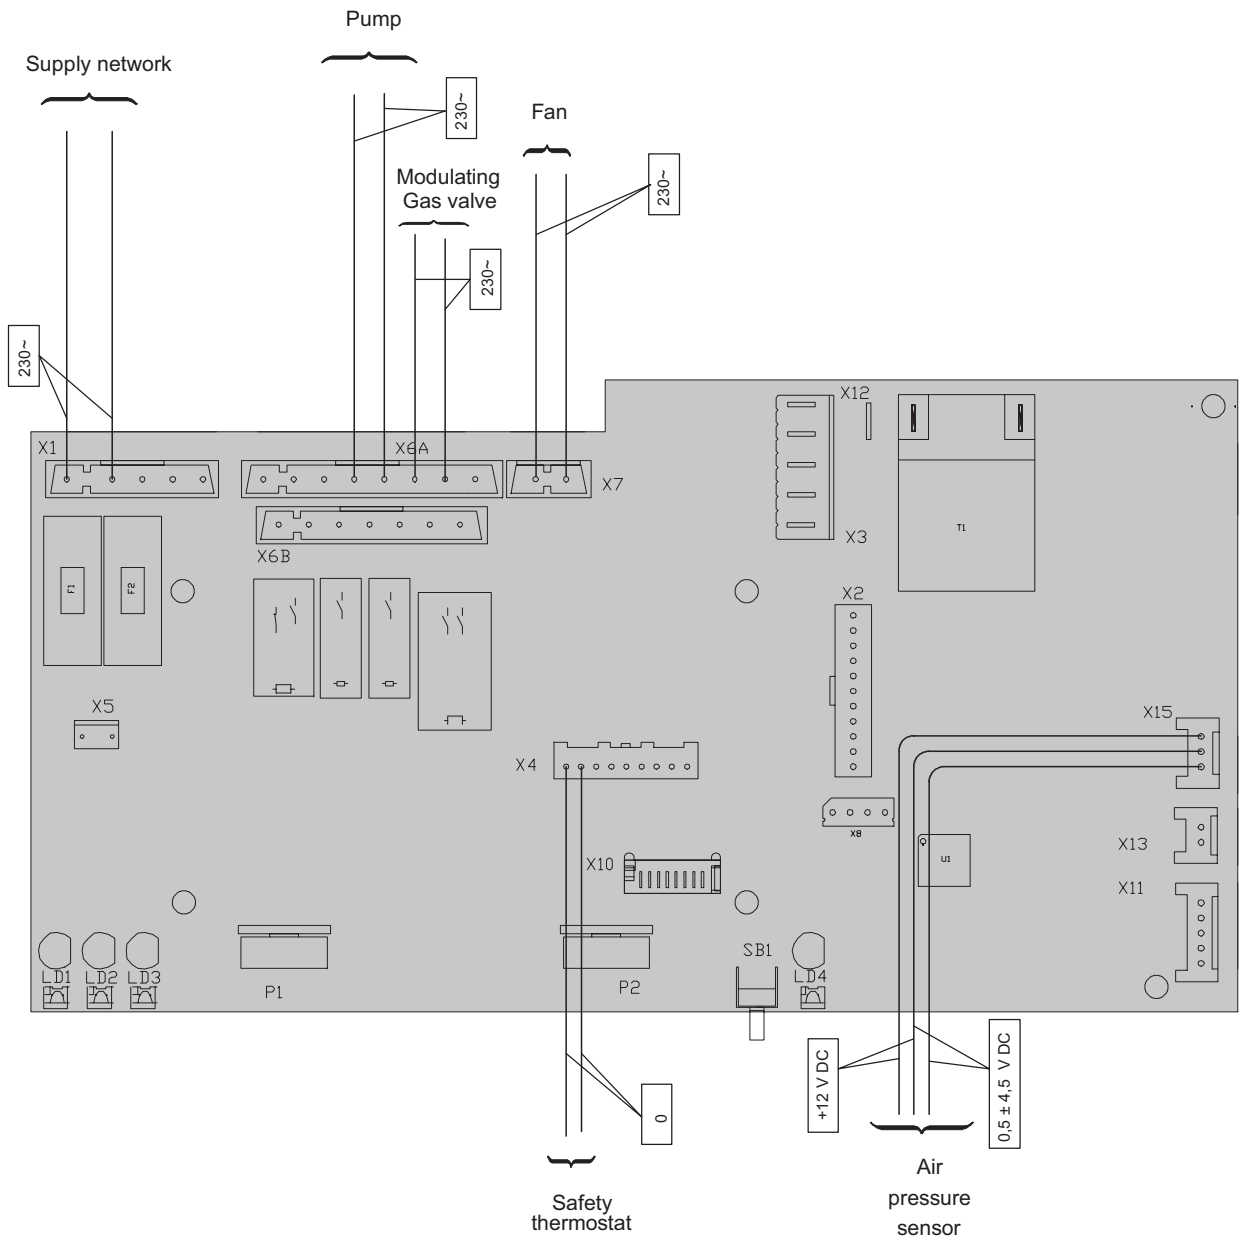 Pump
Supply network
230~
Fan
230~
Modulating
Gas valve
230~
230~
X1
X6A
X7
X12
X6B
X3
T1
F1
F2
X2
X5
X15
X4
X8
X13
U1
X10
X11
LD1
LD2
LD3
P1
P2
SB1
LD4
+12 V DC
0,5 ± 4,5 V DC
0
Air
pressure
sensor
Safety
thermostat